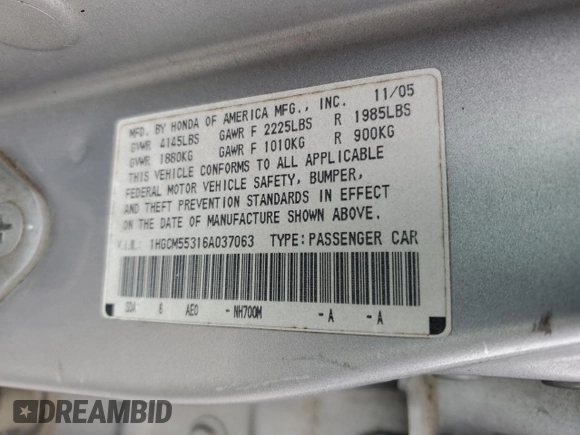 MFD. BY HONDA OF AMERICA MFG., INC. 11/05
GVWR 4145LBS GAWR F 2225LBS R 1985LBS
GVWR 1880KG GAWR F 1010KG R 900KG
THIS VEHICLE CONFORMS TO ALL APPLICABLE
FEDERAL MOTOR VEHICLE SAFETY, BUMPER,
AND THEFT PREVENTION STANDARDS IN EFFECT
ON THE DATE OF MANUFACTURE SHOWN ABOVE.
V.I.N.: 1HGCM55316A037063 TYPE: PASSENGER CAR
SDA 6 AE0 - NH700M - A - A
DREAMBID